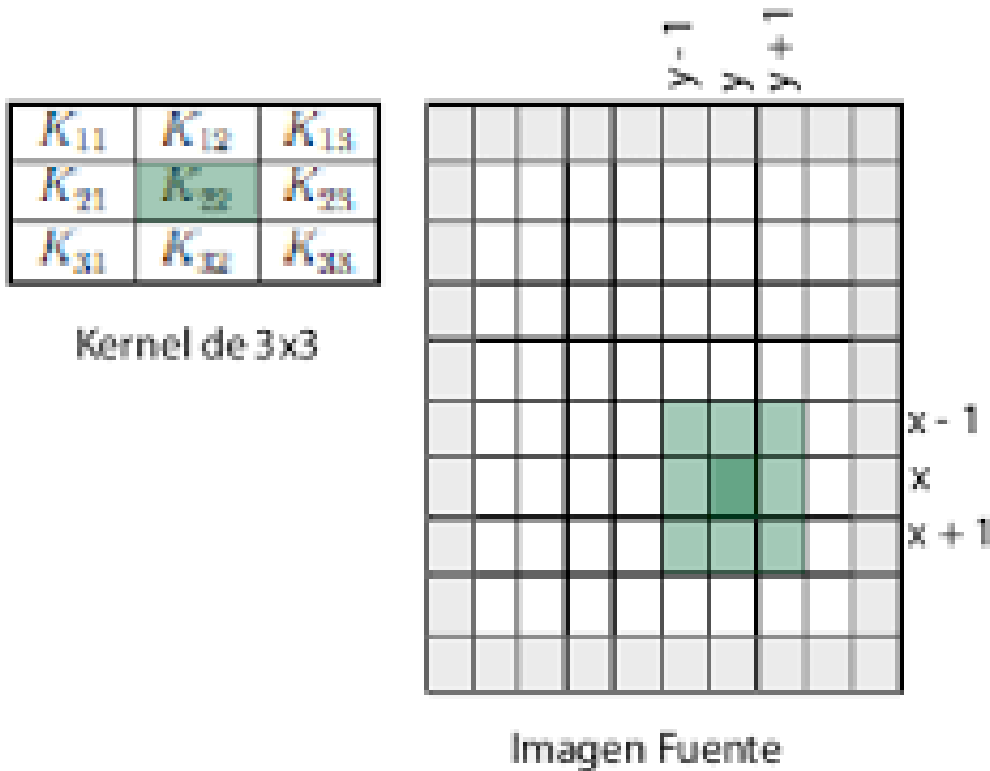 y - 1
y
y + 1
K11 K12 K13
K21 K22 K23
K31 K32 K33
Kernel de 3x3
x - 1
x
x + 1
Imagen Fuente